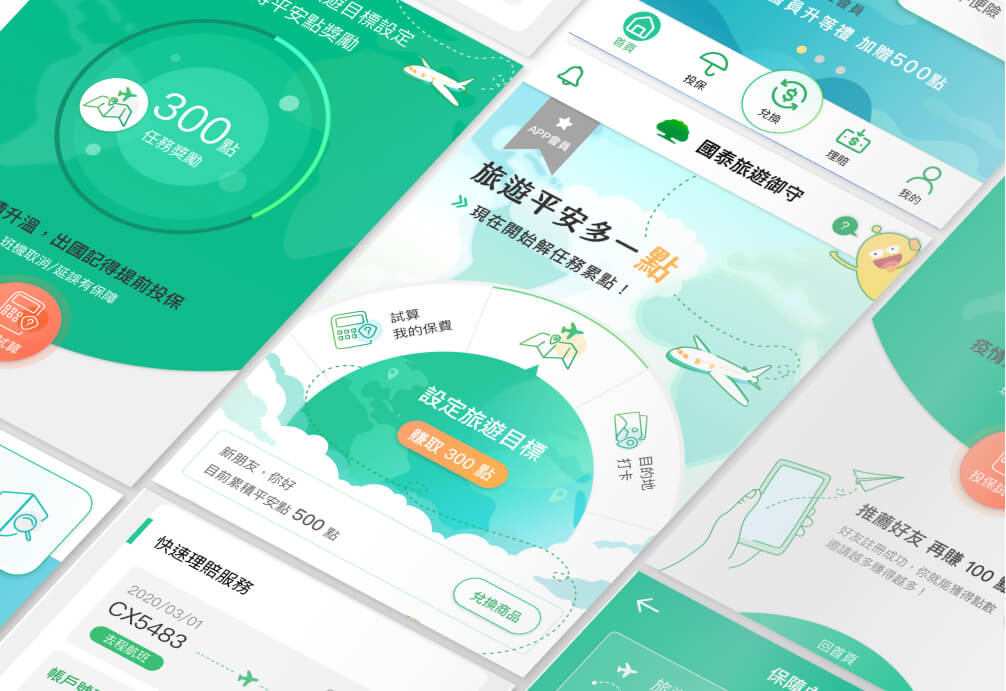 旅遊目標設定
平安點獎勵
300點
任務獎勵
升溫，出國記得提前投保
班機取消/延誤有保障
試算
會員升等禮 加贈500點
首頁
投保
兌換
理賠
我的
國泰旅遊御守
APP會員
旅遊平安多一點
現在開始解任務累點！
?
試算
我的保費
設定旅遊目標
賺取 300 點
目的地
打卡
新朋友，你好
目前累積平安點 500 點
兌換商品
快速理賠服務
2020/03/01
CX5483
去程航班
帳戶
疫情
投保試
推薦好友 再賺 100 點
好友註冊成功，你就能獲得點數
邀請越多賺得越多！
回首頁
保障
旅遊